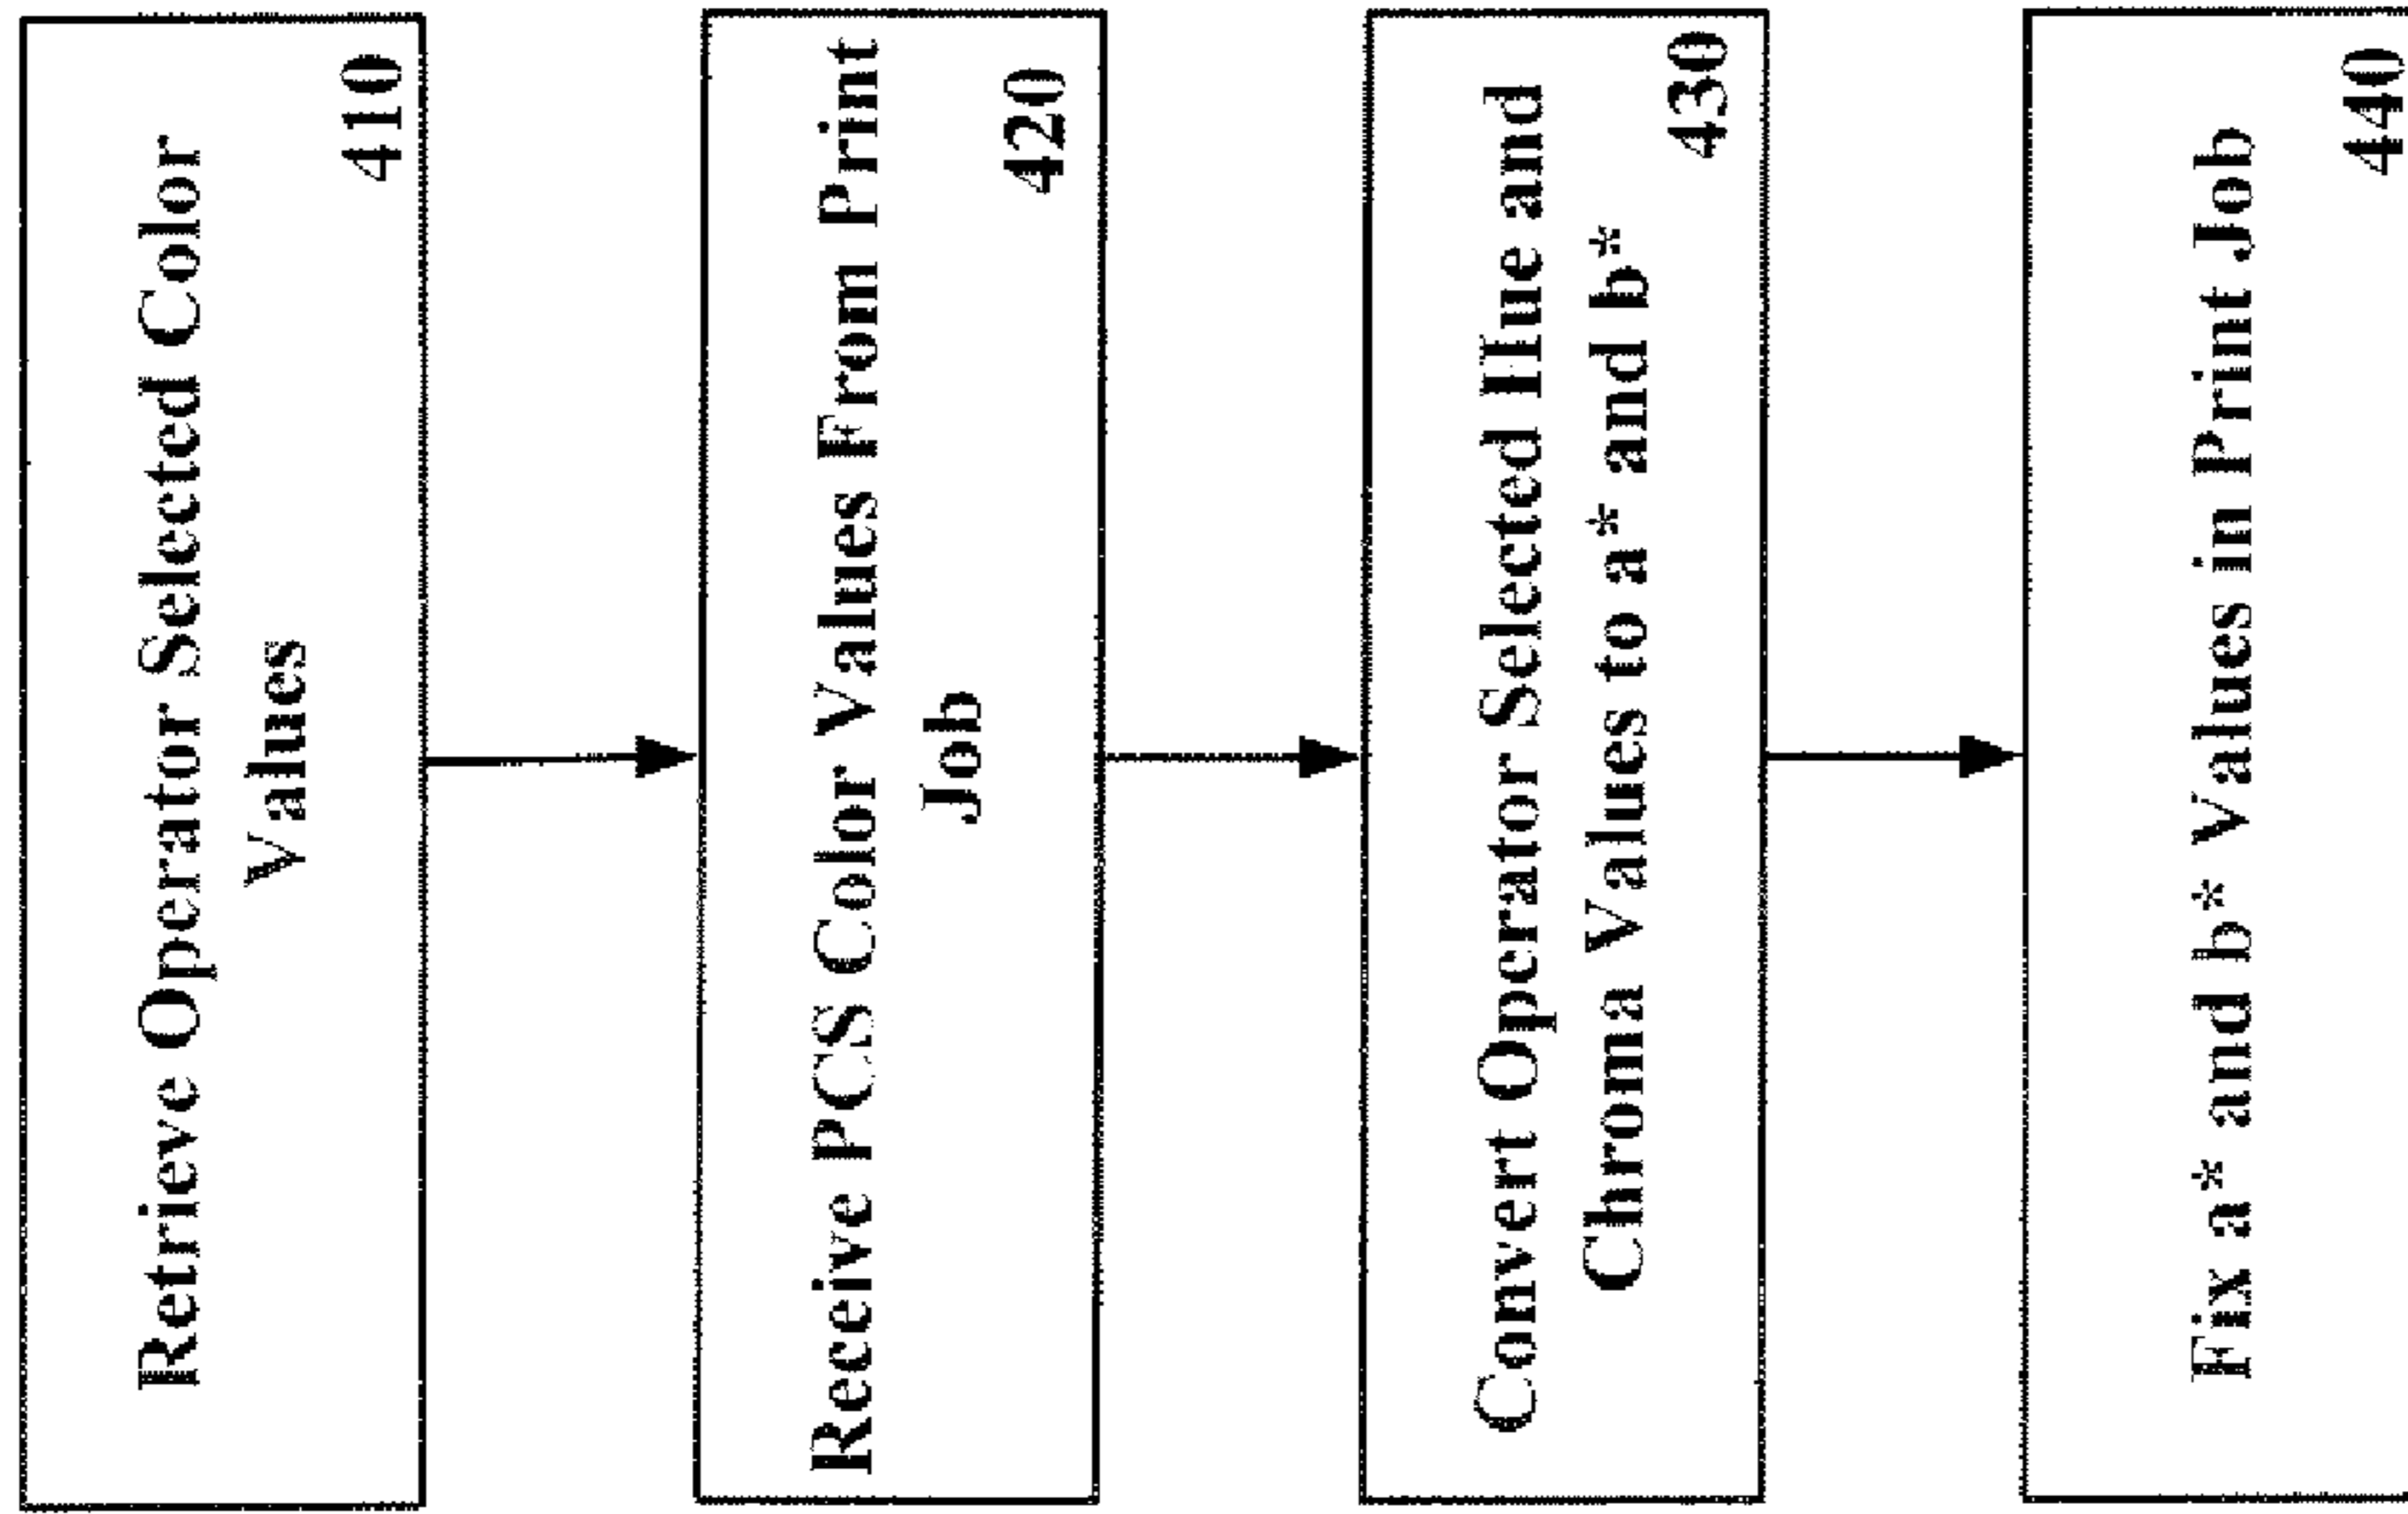 Retrieve Operator Selected Color
Values
410
Receive PCS Color Values From Print
Job
420
Convert Operator Selected Hue and
Chroma Values to a* and b*
430
Fix a* and b* Values in Print Job
440